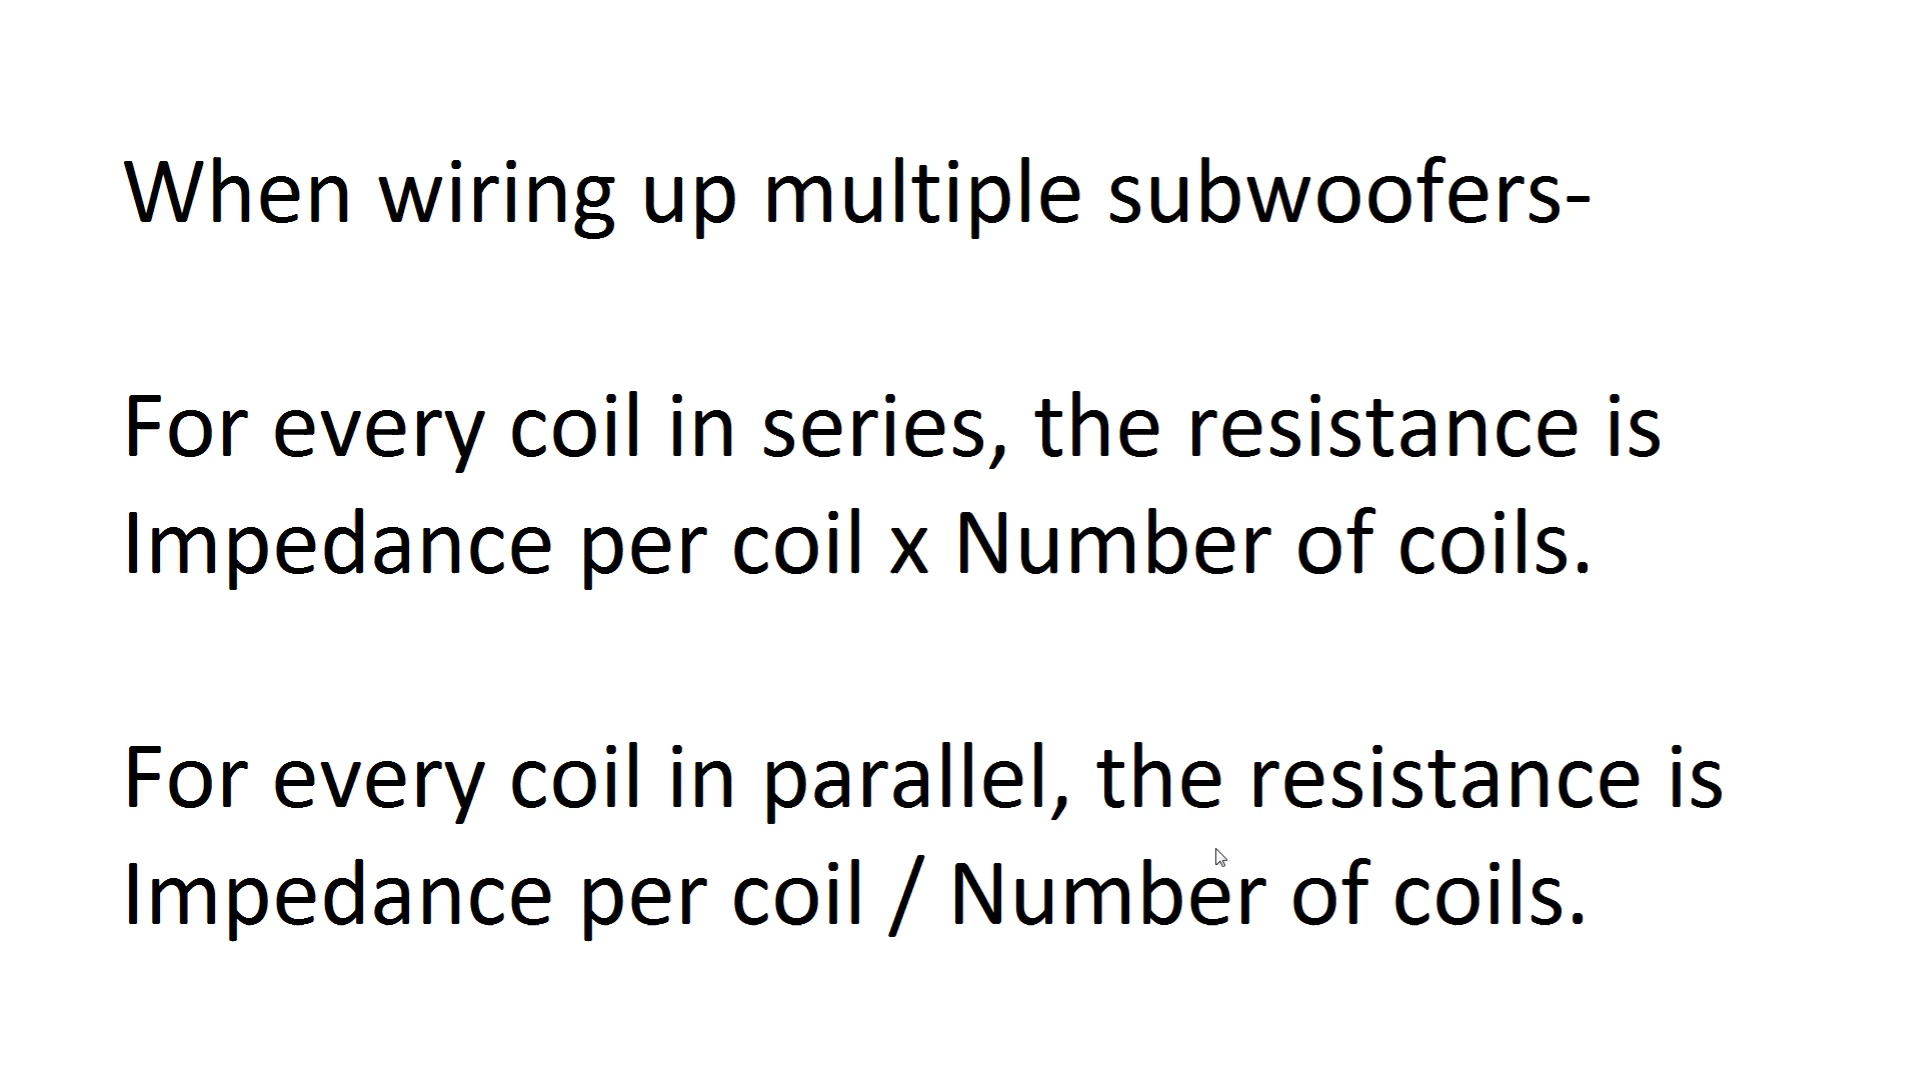 When wiring up multiple subwoofers-
For every coil in series, the resistance is
Impedance per coil x Number of coils.
For every coil in parallel, the resistance is
Impedance per coil / Number of coils.